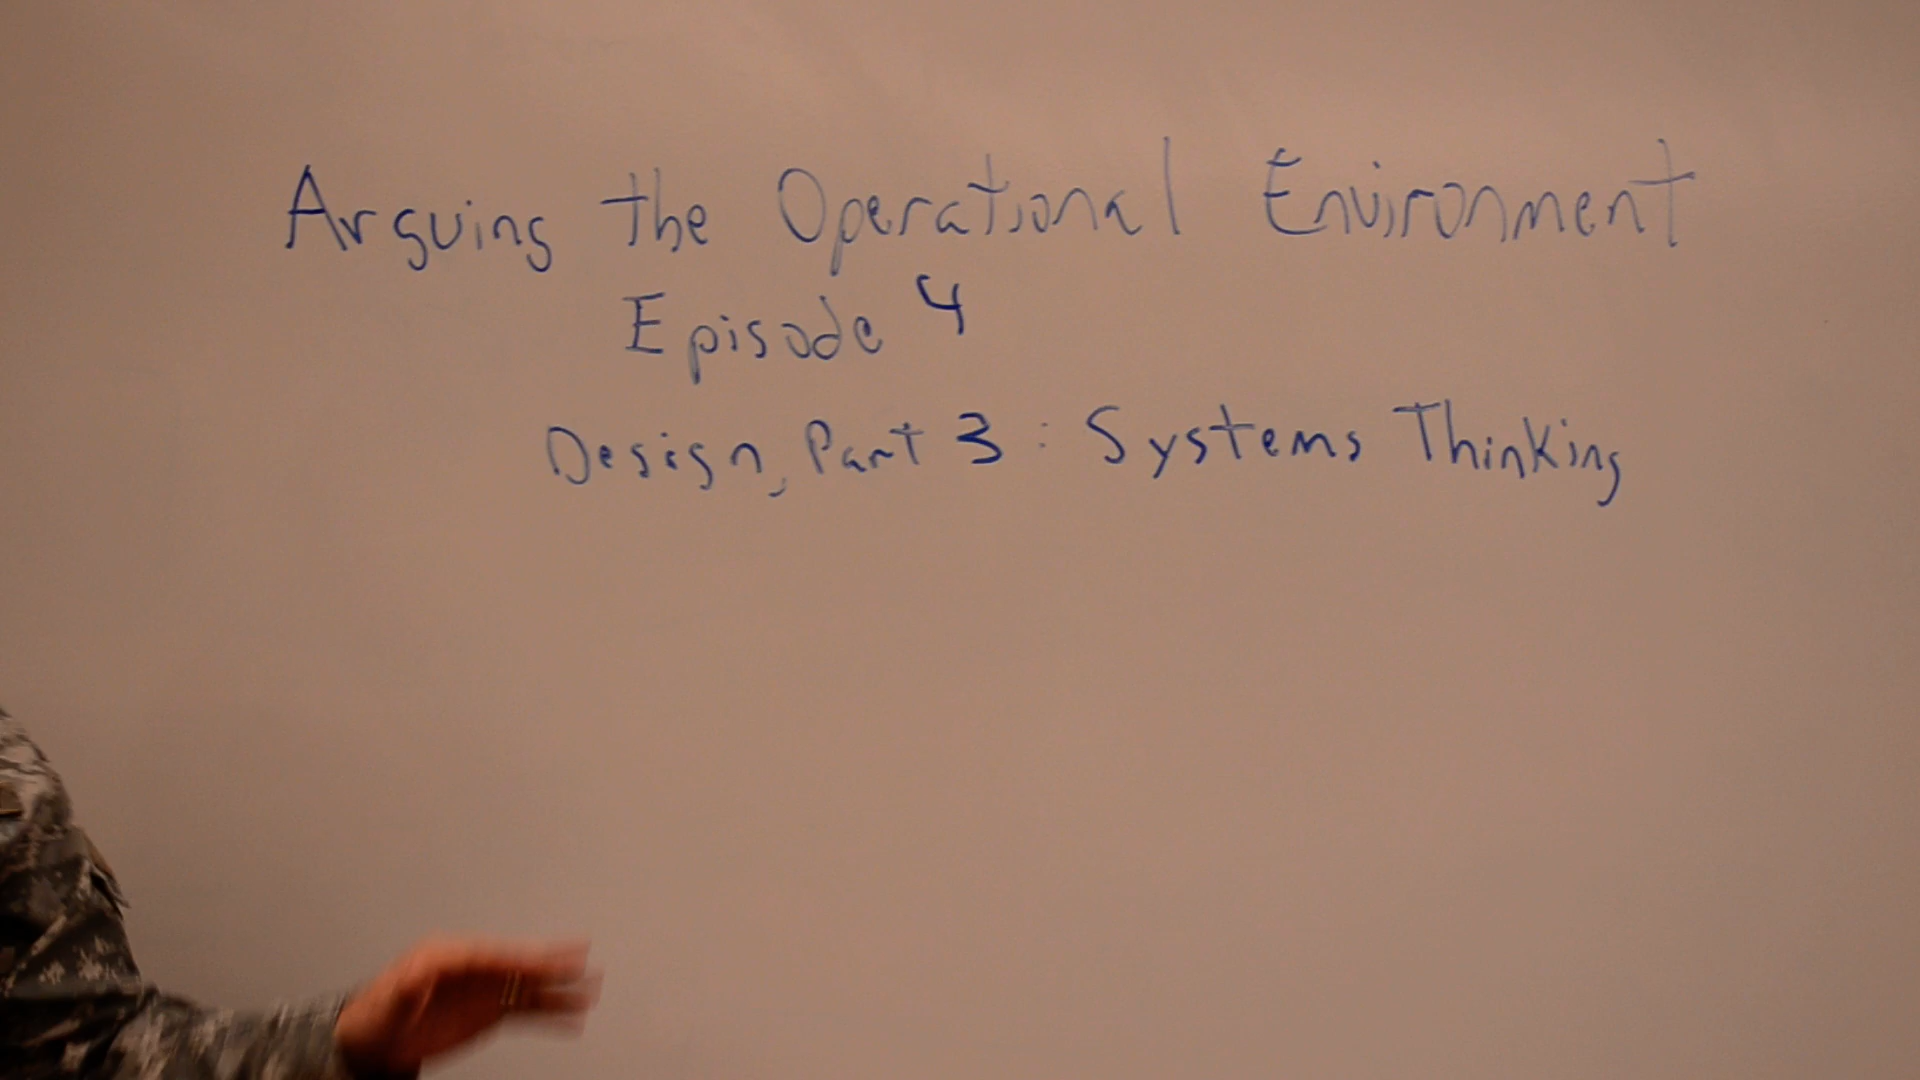 Arguing the Operational Environment
Episode 4
Design, Part 3: Systems Thinking